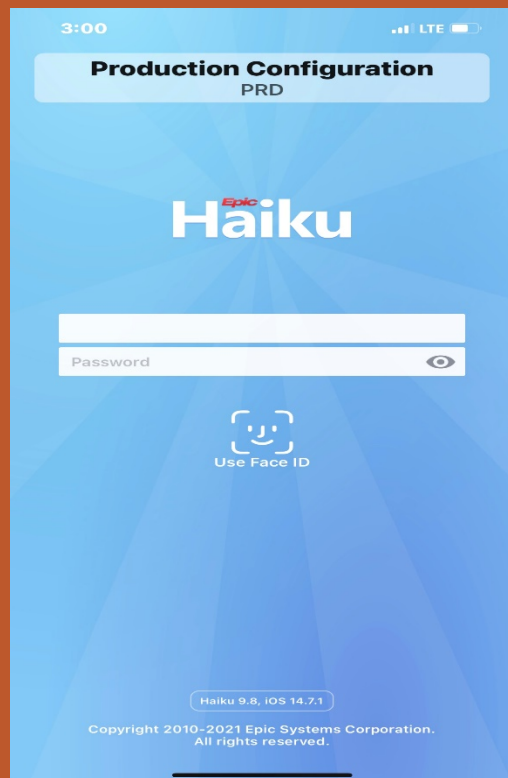 3:00 LTE
Production Configuration
PRD
Epic
Haiku
Password
Use Face ID
Haiku 9.8, iOS 14.7.1
Copyright 2010-2021 Epic Systems Corporation.
All rights reserved.